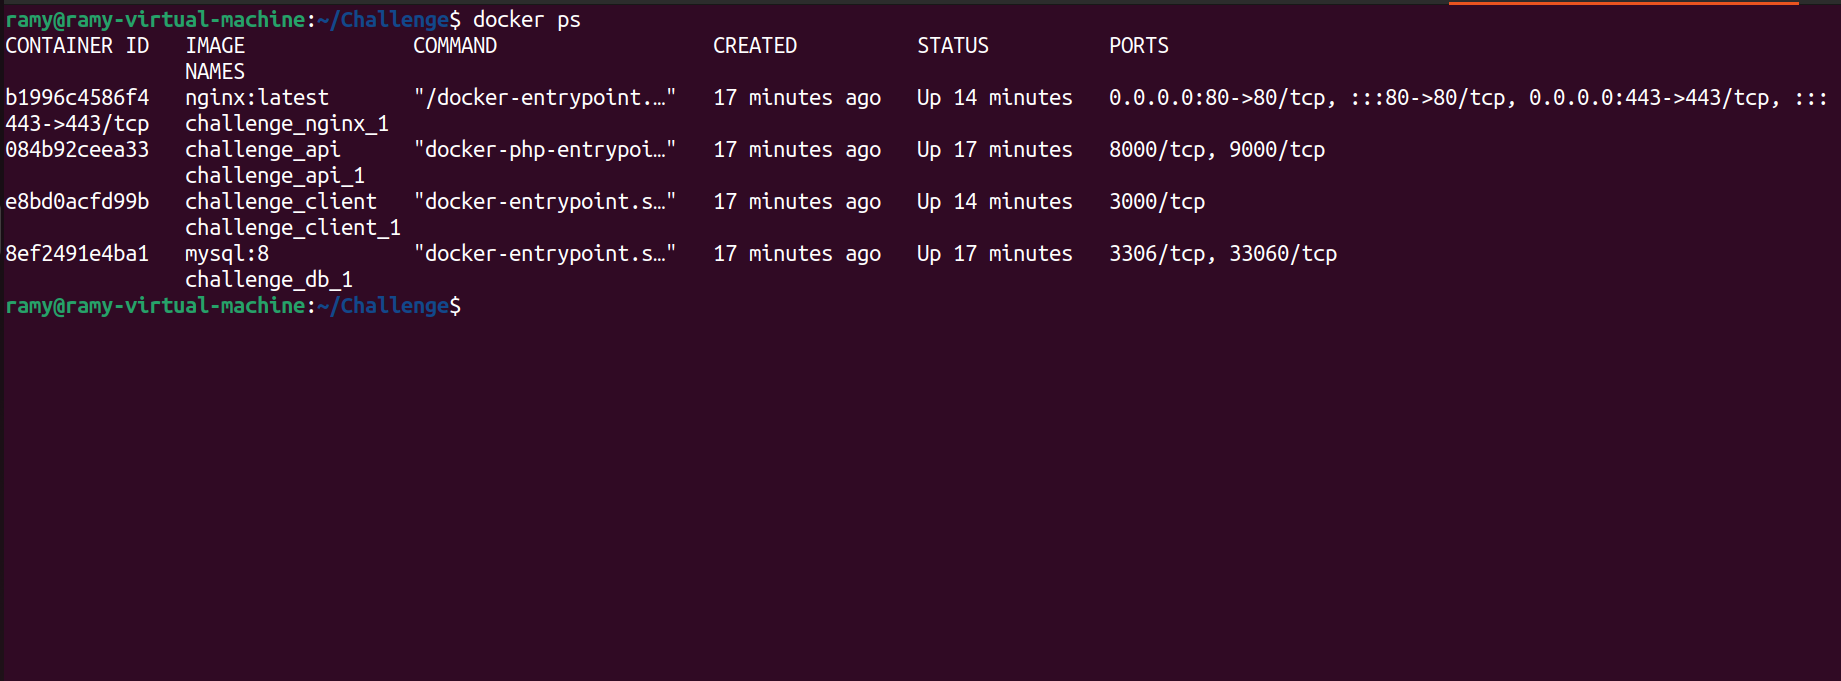 ramy@ramy-virtual-machine:~/Challenge$ docker ps
CONTAINER ID   IMAGE              COMMAND                  CREATED          STATUS          PORTS
               NAMES
b1996c4586f4   nginx:latest       "/docker-entrypoint.…"   17 minutes ago   Up 14 minutes   0.0.0.0:80->80/tcp, :::80->80/tcp, 0.0.0.0:443->443/tcp, :::
443->443/tcp   challenge_nginx_1
084b92ceea33   challenge_api      "docker-php-entrypoi…"   17 minutes ago   Up 17 minutes   8000/tcp, 9000/tcp
               challenge_api_1
e8bd0acfd99b   challenge_client   "docker-entrypoint.s…"   17 minutes ago   Up 14 minutes   3000/tcp
               challenge_client_1
8ef2491e4ba1   mysql:8            "docker-entrypoint.s…"   17 minutes ago   Up 17 minutes   3306/tcp, 33060/tcp
               challenge_db_1
ramy@ramy-virtual-machine:~/Challenge$